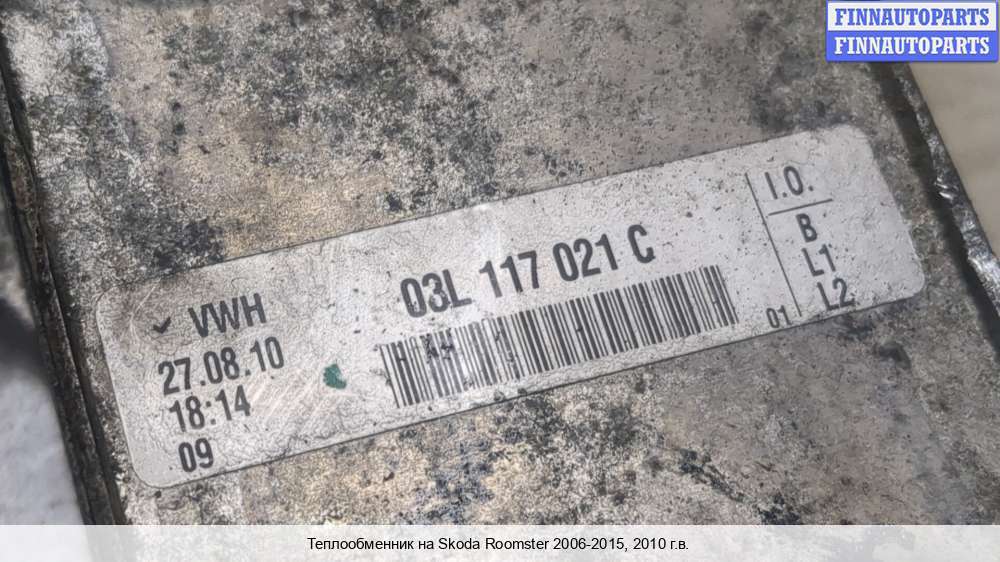 FINNAUTOPARTS
FINNAUTOPARTS
I.O.
B
L1
L2
01
03L 117 021 C
VWH
27.08.10
18:14
09
Теплообменник на Skoda Roomster 2006-2015, 2010 г.в.